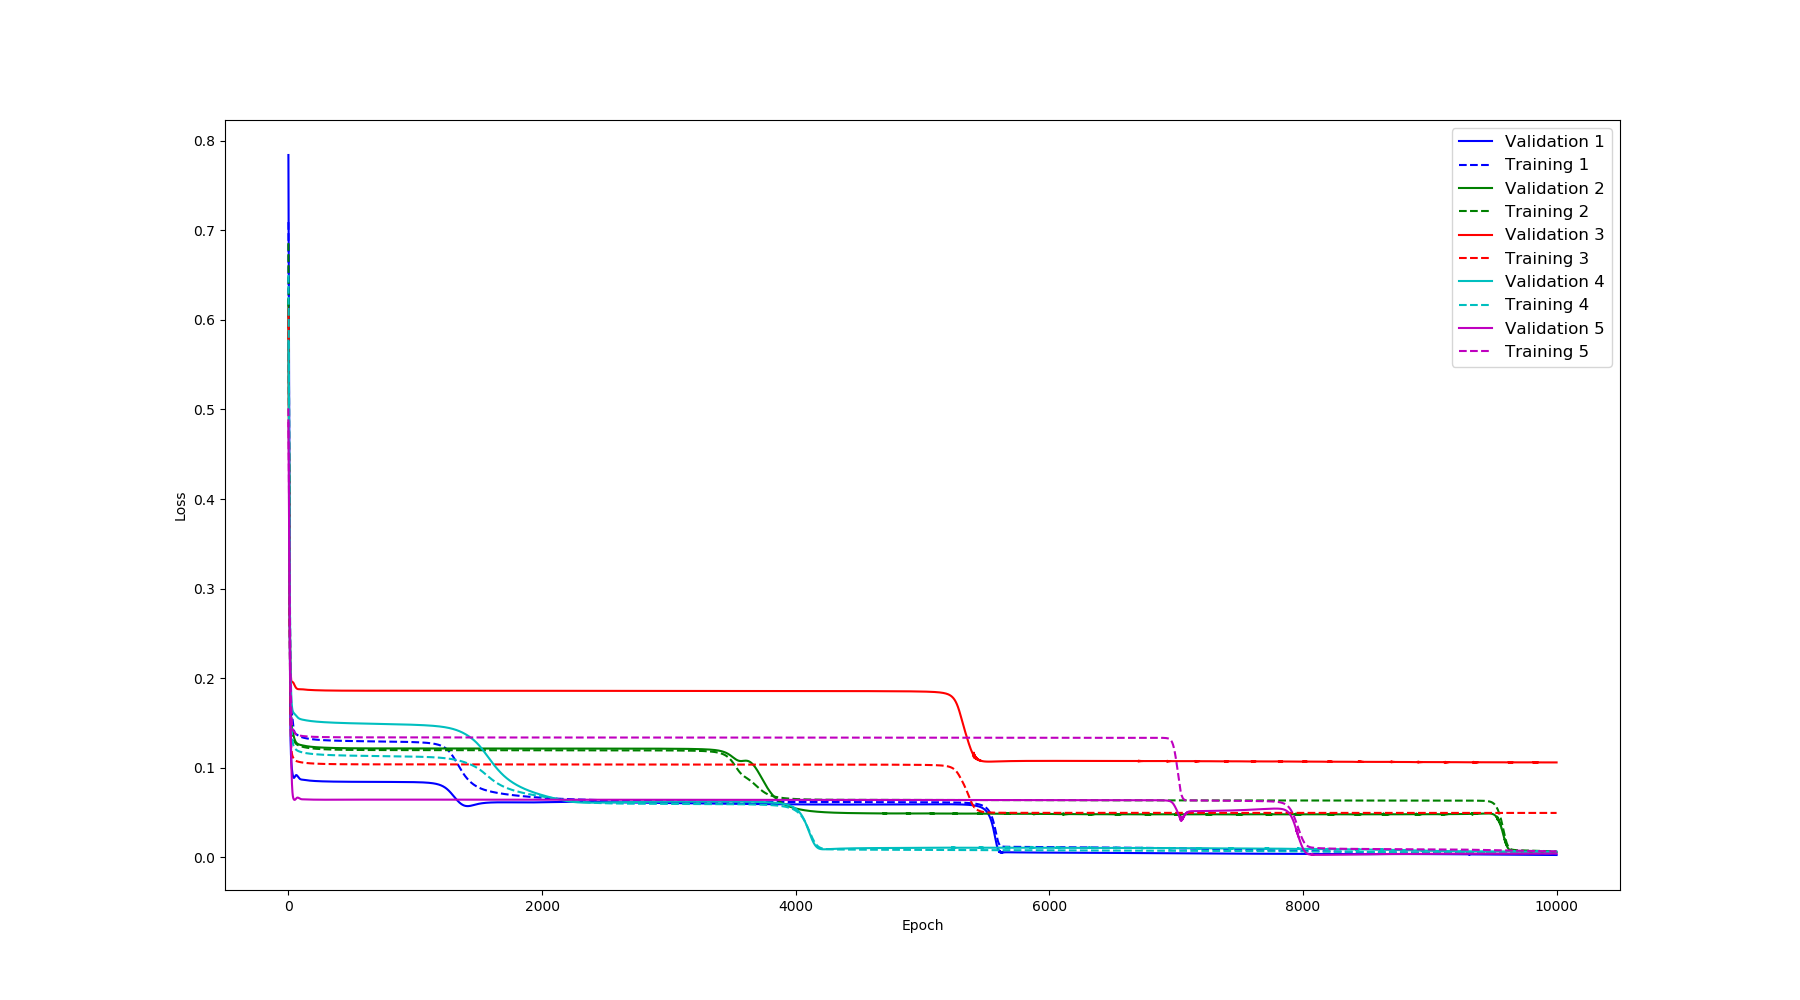 Loss
0.8
0.7
0.6
0.5
0.4
0.3
0.2
0.1
0.0
Validation 1
Training 1
Validation 2
Training 2
Validation 3
Training 3
Validation 4
Training 4
Validation 5
Training 5
0 2000 4000 6000 8000 10000
Epoch